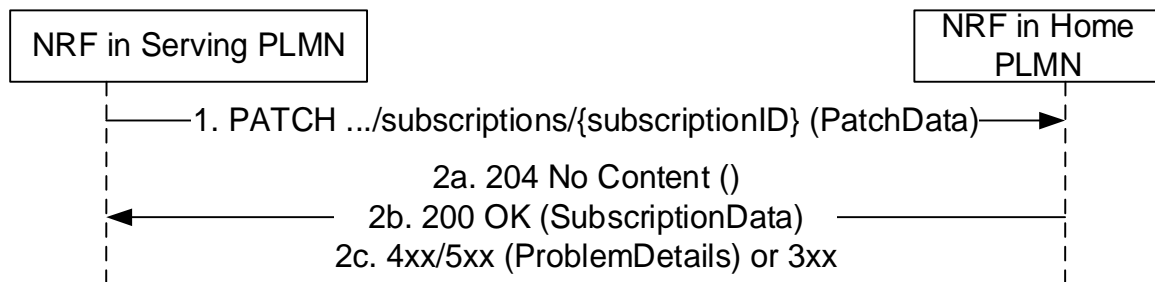 NRF in Serving PLMN
NRF in Home
PLMN
1. PATCH .../subscriptions/{subscriptionID} (PatchData)
2a. 204 No Content ()
2b. 200 OK (SubscriptionData)
2c. 4xx/5xx (ProblemDetails) or 3xx